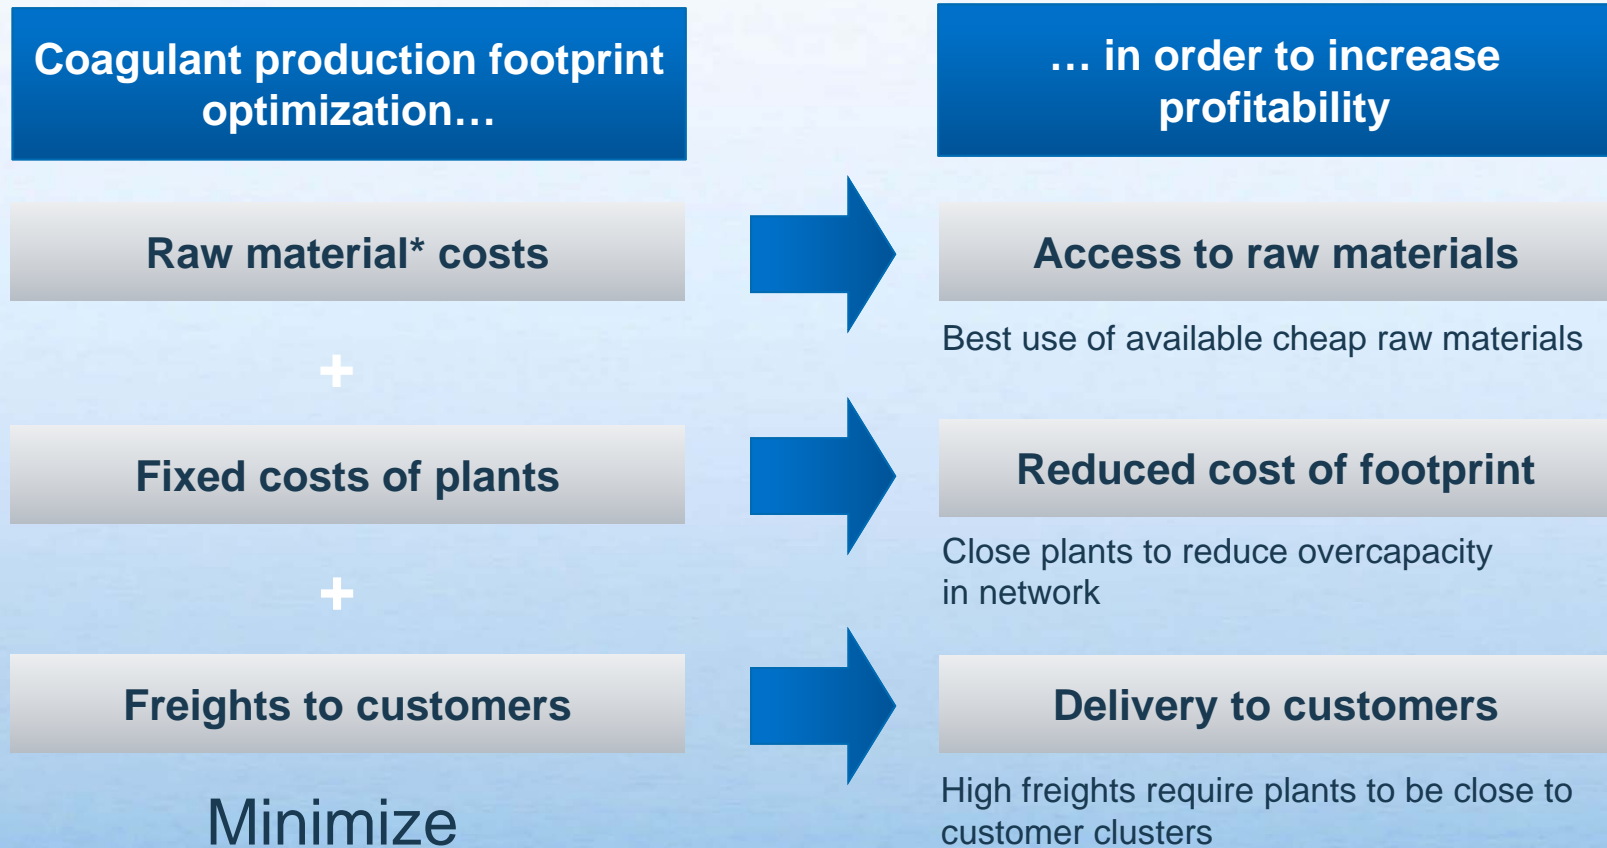 Coagulant production footprint
optimization…
… in order to increase
profitability
Raw material* costs
Access to raw materials
Best use of available cheap raw materials
+
Fixed costs of plants
Reduced cost of footprint
Close plants to reduce overcapacity
in network
+
Freights to customers
Delivery to customers
High freights require plants to be close to
customer clusters
Minimize